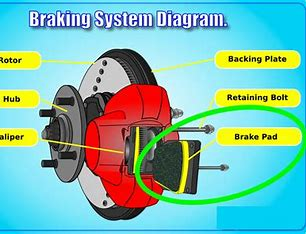 Braking System Diagram.
Rotor
Backing Plate
Hub
Retaining Bolt
aliper
Brake Pad